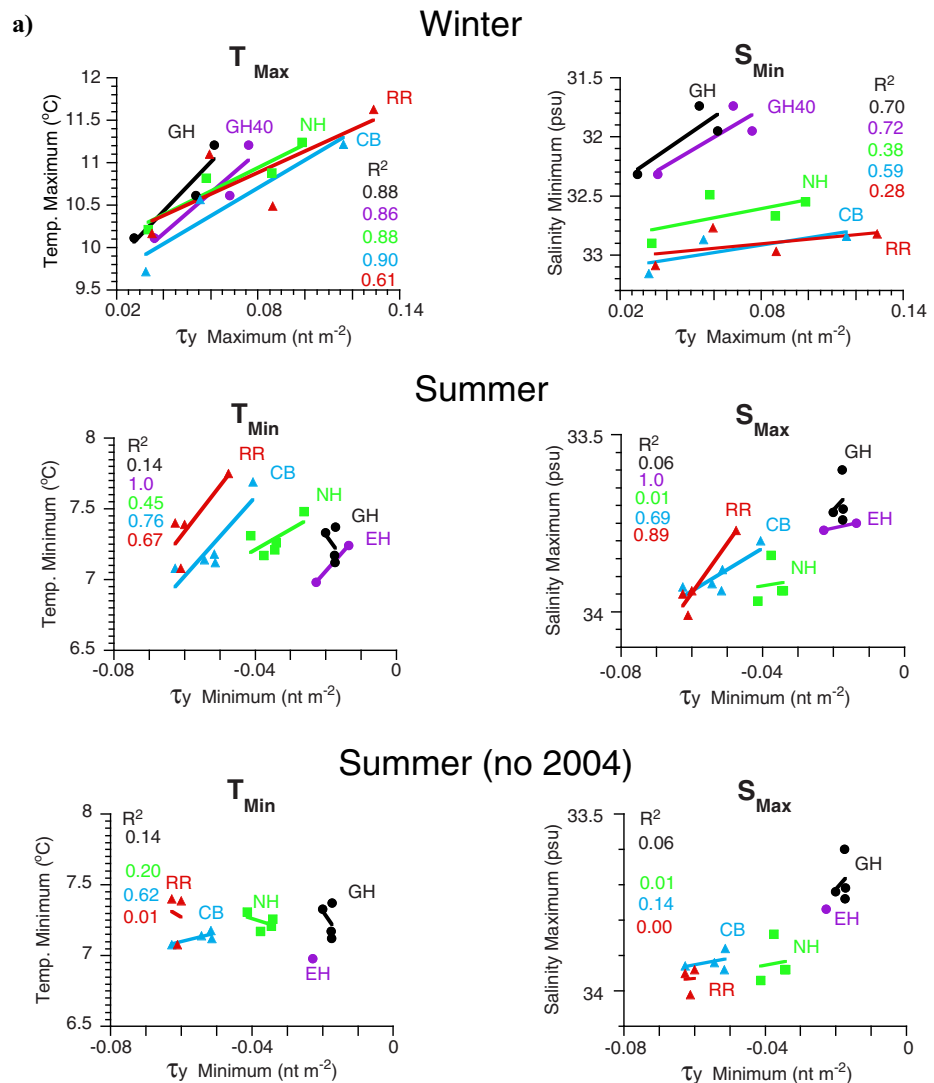 a)
Winter
T Max
Temp. Maximum (ºC)
12
11.5
11
10.5
10
9.5
GH
GH40
NH
RR
CB
R²
0.88
0.86
0.88
0.90
0.61
0.02
0.08
0.14
τy Maximum (nt m⁻²)
S Min
Salinity Minimum (psu)
31.5
32
32.5
33
GH
GH40
NH
CB
RR
R²
0.70
0.72
0.38
0.59
0.28
0.02
0.08
0.14
τy Maximum (nt m⁻²)
Summer
T Min
Temp. Minimum (ºC)
8
7.5
7
6.5
R²
0.14
1.0
0.45
0.76
0.67
RR
CB
NH
GH
EH
-0.08
-0.04
0
τy Minimum (nt m⁻²)
S Max
Salinity Maximum (psu)
33.5
34
R²
0.06
1.0
0.01
0.69
0.89
GH
EH
RR
CB
NH
-0.08
-0.04
0
τy Minimum (nt m⁻²)
Summer (no 2004)
T Min
Temp. Minimum (ºC)
8
7.5
7
6.5
R²
0.14
0.20
0.62
0.01
RR
CB
NH
GH
EH
-0.08
-0.04
0
τy Minimum (nt m⁻²)
S Max
Salinity Maximum (psu)
33.5
34
R²
0.06
0.01
0.14
0.00
GH
EH
CB
NH
RR
-0.08
-0.04
0
τy Minimum (nt m⁻²)